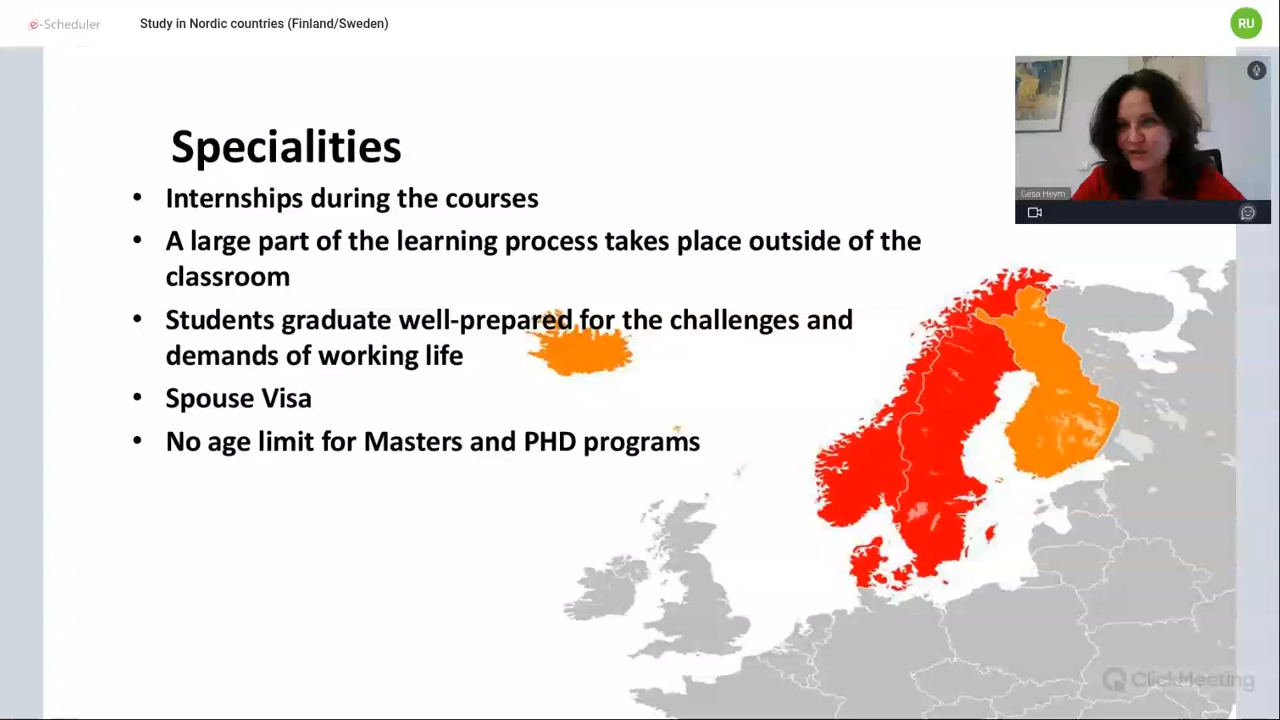 e-Scheduler
Study in Nordic countries (Finland/Sweden)
RU
Gesa Heym
Specialities
• Internships during the courses
• A large part of the learning process takes place outside of the
classroom
• Students graduate well-prepared for the challenges and
demands of working life
• Spouse Visa
• No age limit for Masters and PHD programs
ClickMeeting